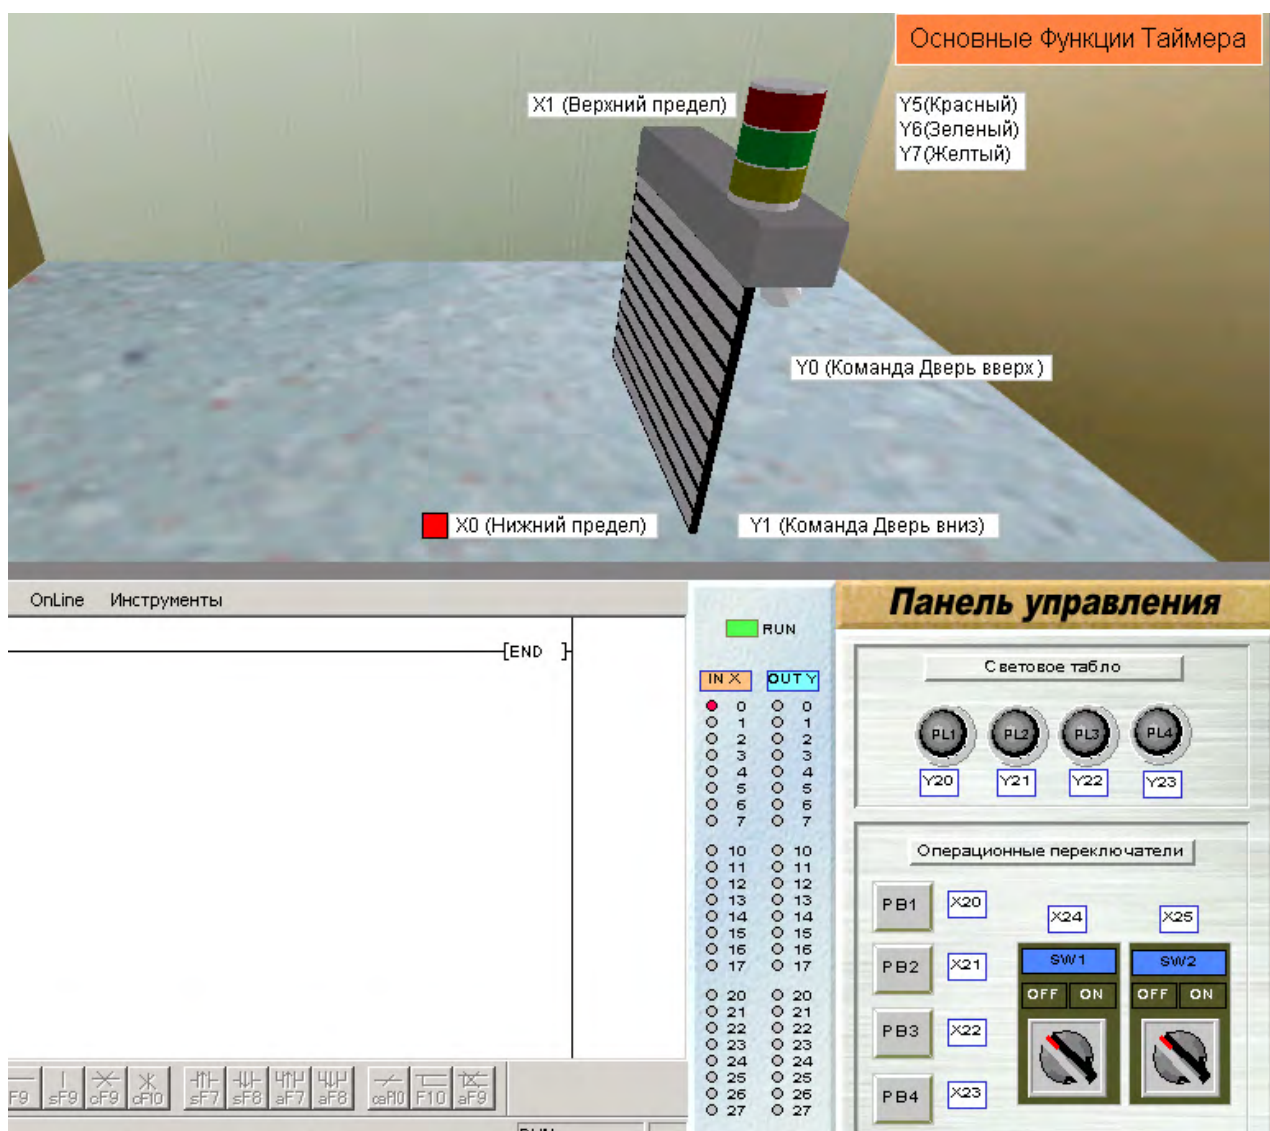 Основные Функции Таймера
X1 (Верхний предел)
Y5(Красный)
Y6(Зеленый)
Y7(Желтый)
Y0 (Команда Дверь вверх)
X0 (Нижний предел)
Y1 (Команда Дверь вниз)
OnLine Инструменты
[END ]
RUN
IN X OUT Y
0 0
1 1
2 2
3 3
4 4
5 5
6 6
7 7
10 10
11 11
12 12
13 13
14 14
15 15
16 16
17 17
20 20
21 21
22 22
23 23
24 24
25 25
26 26
27 27
Панель управления
Световое табло
PL1 PL2 PL3 PL4
Y20 Y21 Y22 Y23
Операционные переключатели
PB1 X20
X24 X25
PB2 X21
SW1 SW2
OFF ON OFF ON
PB3 X22
PB4 X23
F9 sF9 cF9 cF10 sF7 sF8 aF7 aF8 caF10 F10 aF9